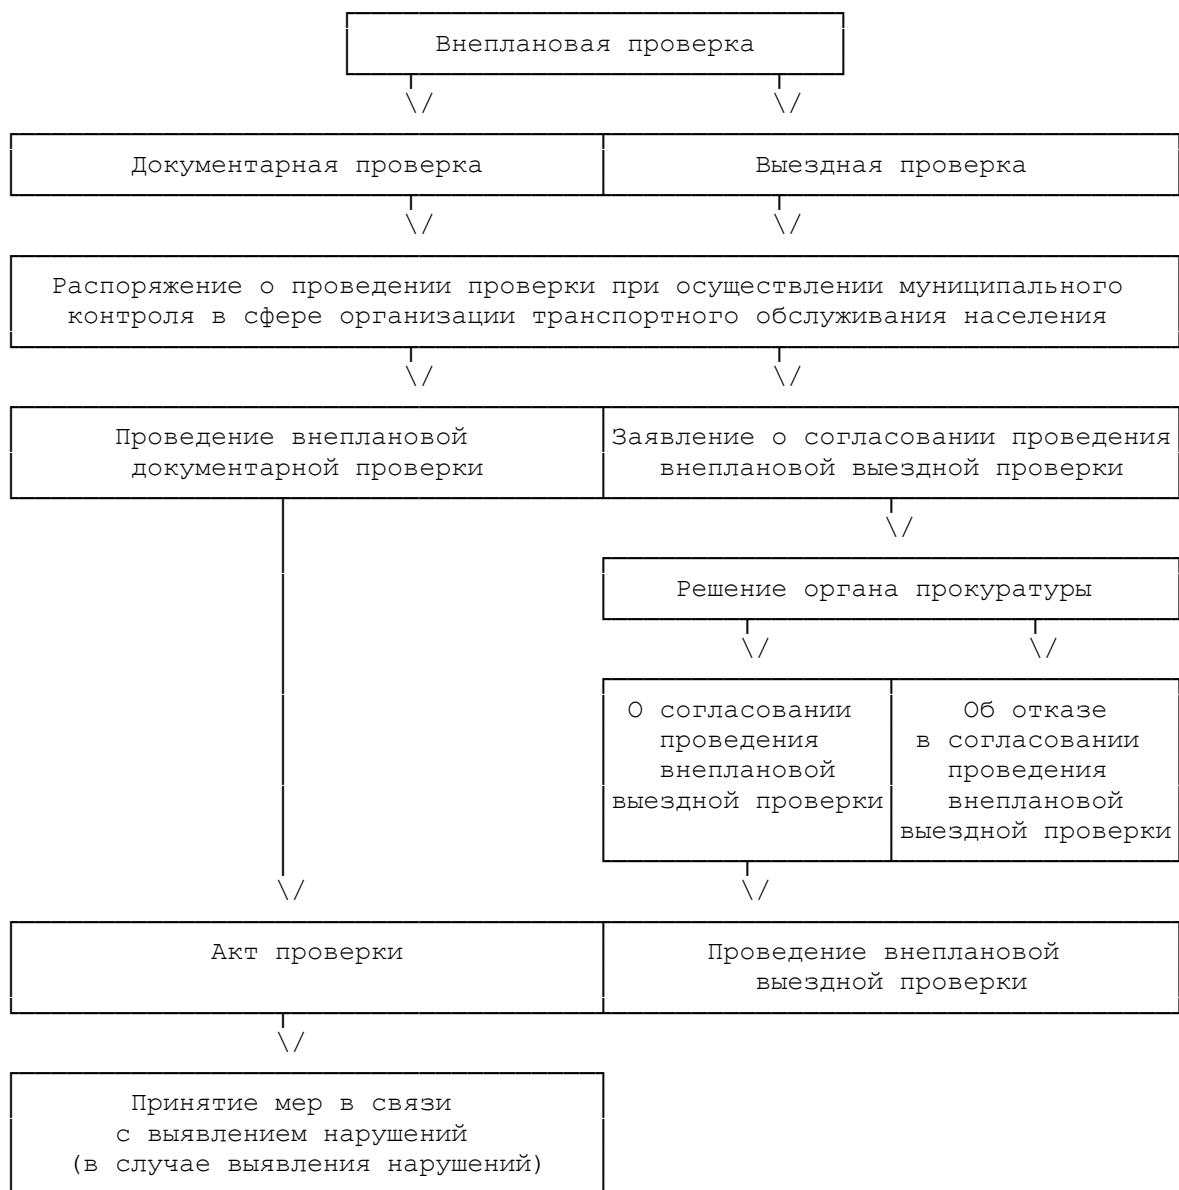 Внеплановая проверка
\/ \/
Документарная проверка Выездная проверка
\/ \/
Распоряжение о проведении проверки при осуществлении муниципального
контроля в сфере организации транспортного обслуживания населения
\/ \/
Проведение внеплановой
документарной проверки
Заявление о согласовании проведения
внеплановой выездной проверки
\/
Решение органа прокуратуры
\/ \/
О согласовании
проведения
внеплановой
выездной проверки
Об отказе
в согласовании
проведения
внеплановой
выездной проверки
\/ \/
Акт проверки
Проведение внеплановой
выездной проверки
\/
Принятие мер в связи
с выявлением нарушений
(в случае выявления нарушений)